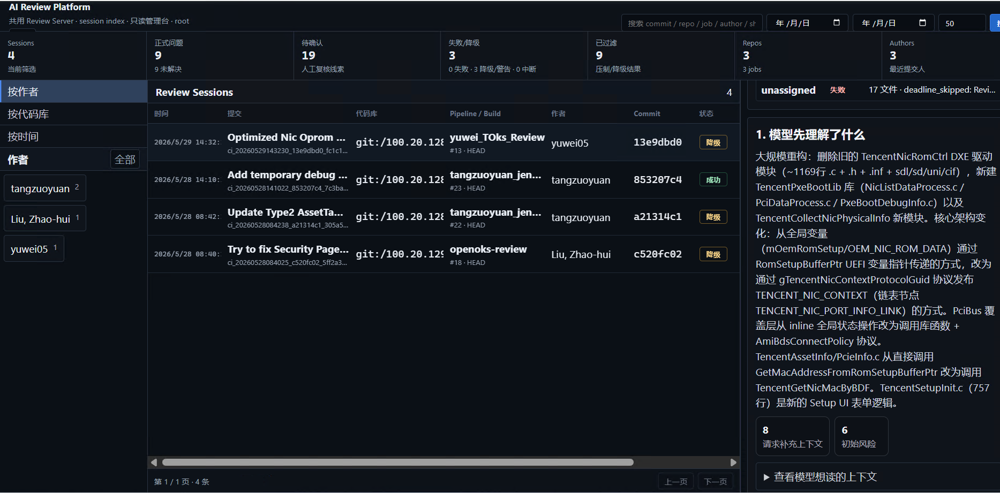 AI Review Platform
共用 Review Server · session index · 只读管理台 · root
搜索 commit / repo / job / author / sh
年 /月/日
年 /月/日
50
Sessions
4
当前筛选
正式问题
9
9 未解决
待确认
19
人工复核线索
失败/降级
3
0 失败 · 3 降级/警告 · 0 中断
已过滤
9
压制/降级结果
Repos
3
3 jobs
Authors
3
最近提交人
按作者
按代码库
按时间
作者
全部
tangzuoyuan 2
Liu, Zhao-hui 1
yuwei05 1
Review Sessions
4
时间 提交 代码库 Pipeline / Build 作者 Commit 状态
2026/5/29 14:32: Optimized Nic Oprom ... git:/100.20.128 yuwei_TOks_Review yuwei05 13e9dbd0 降级
ci_20260529143230_13e9dbd0_fc1c1... #13 · HEAD
2026/5/28 14:10: Add temporary debug ... git:/100.20.128 tangzuoyuan_jen... tangzuoyuan 853207c4 成功
ci_20260528141022_853207c4_7c3ba... #23 · HEAD
2026/5/28 08:42: Update Type2 AssetTa... git:/100.20.128 tangzuoyuan_jen... tangzuoyuan a21314c1 降级
ci_20260528084238_a21314c1_305a5... #22 · HEAD
2026/5/28 08:40: Try to fix Security Page... git:/100.20.129 openoks-review Liu, Zhao-hui c520fc02 降级
ci_20260528084025_c520fc02_5ff2a3... #18 · HEAD
第 1 / 1 页 · 4 条
上一页
下一页
unassigned 失败 17 文件 · deadline_skipped: Revi...
1. 模型先理解了什么
大规模重构：删除旧的 TencentNicRomCtrl DXE 驱动
模块（~1169行 .c + .h + .inf + sdl/sd/uni/cif），新建
TencentPxeBootLib 库（NicListDataProcess.c /
PciDataProcess.c / PxeBootDebugInfo.c）以及
TencentCollectNicPhysicalInfo 新模块。核心架构变
化：从全局变量
（mOemRomSetup/OEM_NIC_ROM_DATA）通过
RomSetupBufferPtr UEFI 变量指针传递的方式，改为
通过 gTencentNicContextProtocolGuid 协议发布
TENCENT_NIC_CONTEXT（链表节点
TENCENT_NIC_PORT_INFO_LINK）的方式。PciBus 覆
盖层从 inline 全局状态操作改为调用库函数 +
AmiBdsConnectPolicy 协议。
TencentAssetInfo/PcieInfo.c 从直接调用
GetMacAddressFromRomSetupBufferPtr 改为调用
TencentGetNicMacByBDF。TencentSetupInit.c（757
行）是新的 Setup UI 表单逻辑。
8
请求补充上下文
6
初始风险
▶ 查看模型想读的上下文